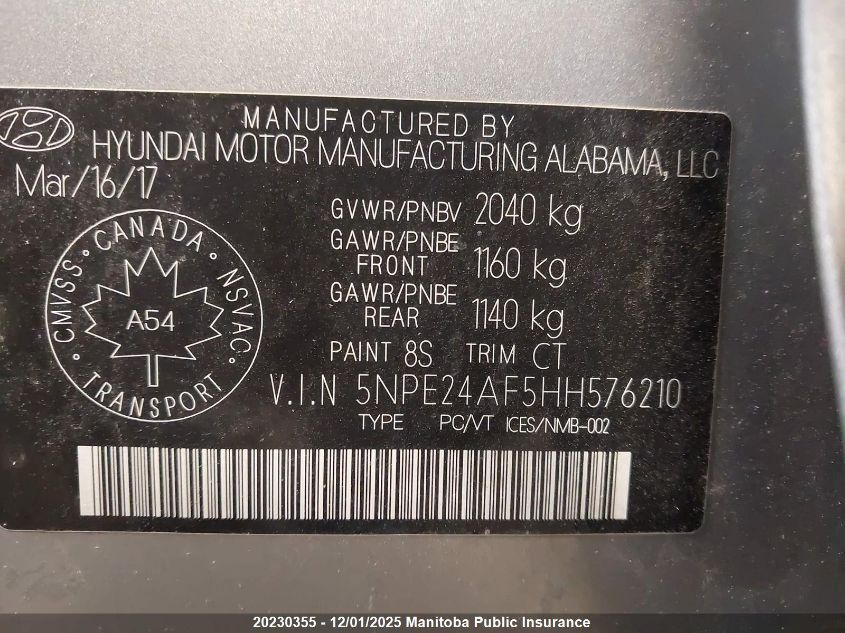 MANUFACTURED BY
HYUNDAI MOTOR MANUFACTURING ALABAMA, LLC
Mar/16/17
GVWR/PNBV 2040 kg
GAWR/PNBE
FRONT 1160 kg
GAWR/PNBE
REAR 1140 kg
PAINT 8S TRIM CT
V.I.N 5NPE24AF5HH576210
TYPE PC/VT ICES/NMB-002
CANADA
CMVSS
NSVAC
A54
TRANSPORT
20230355 - 12/01/2025 Manitoba Public Insurance